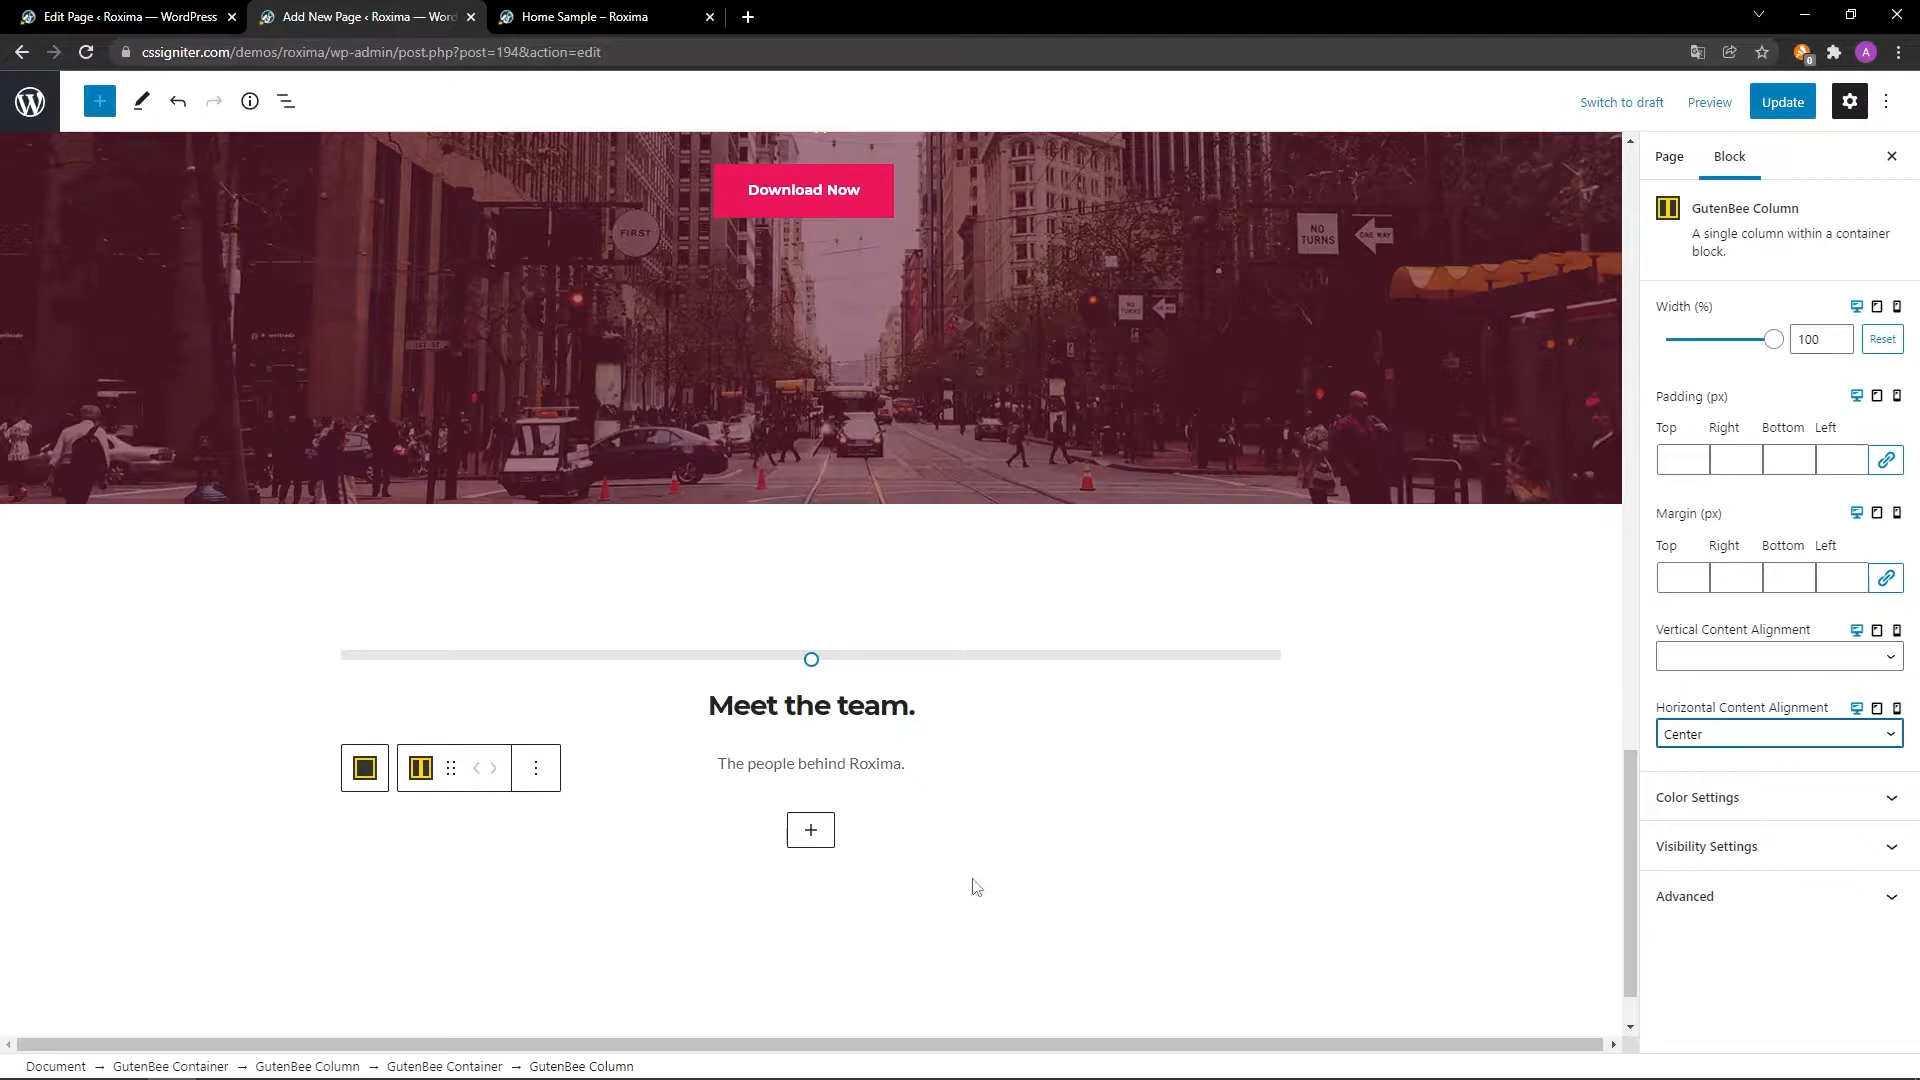 Edit Page ‹ Roxima — WordPress
Add New Page ‹ Roxima — Word
Home Sample – Roxima
cssigniter.com/demos/roxima/wp-admin/post.php?post=194&action=edit
0
A
Switch to draft
Preview
Update
Page
Block
Download Now
FIRST
NO TURNS
ONE WAY
GutenBee Column
A single column within a container
block.
Width (%)
100
Reset
Padding (px)
Top Right Bottom Left
Margin (px)
Top Right Bottom Left
Vertical Content Alignment
Horizontal Content Alignment
Center
Meet the team.
The people behind Roxima.
Color Settings
Visibility Settings
Advanced
Document → GutenBee Container → GutenBee Column → GutenBee Container → GutenBee Column